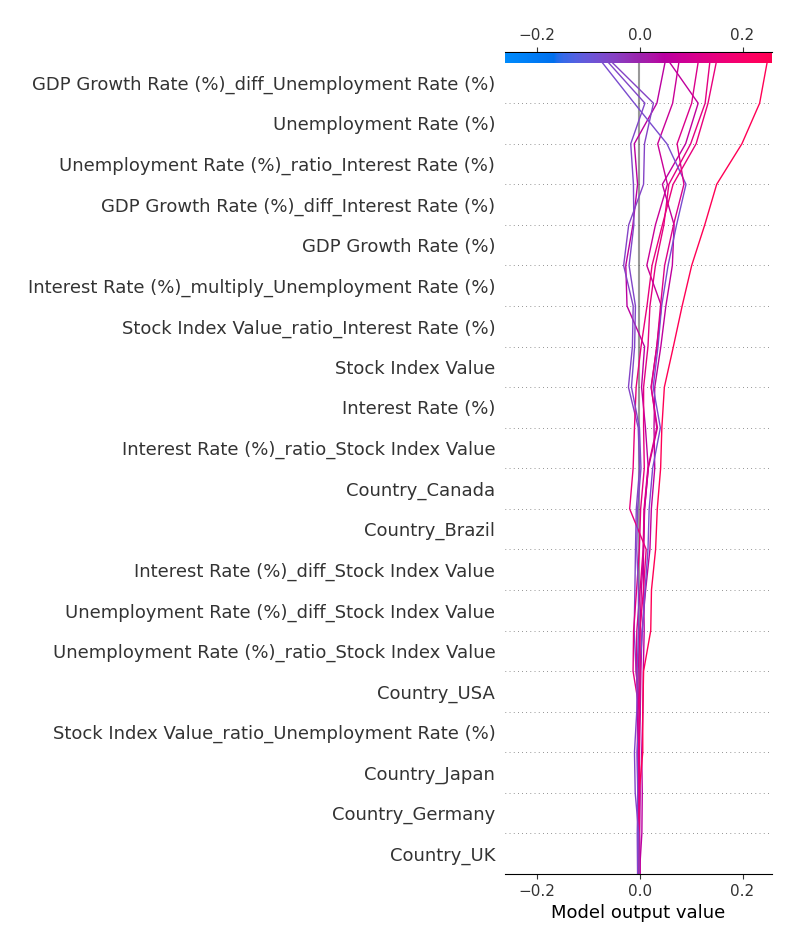 −0.2 0.0 0.2
GDP Growth Rate (%)_diff_Unemployment Rate (%)
Unemployment Rate (%)
Unemployment Rate (%)_ratio_Interest Rate (%)
GDP Growth Rate (%)_diff_Interest Rate (%)
GDP Growth Rate (%)
Interest Rate (%)_multiply_Unemployment Rate (%)
Stock Index Value_ratio_Interest Rate (%)
Stock Index Value
Interest Rate (%)
Interest Rate (%)_ratio_Stock Index Value
Country_Canada
Country_Brazil
Interest Rate (%)_diff_Stock Index Value
Unemployment Rate (%)_diff_Stock Index Value
Unemployment Rate (%)_ratio_Stock Index Value
Country_USA
Stock Index Value_ratio_Unemployment Rate (%)
Country_Japan
Country_Germany
Country_UK
−0.2 0.0 0.2
Model output value